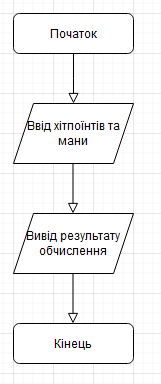 Початок
Ввід хітпоїнтів та
мани
Вивід результату
обчислення
Кінець